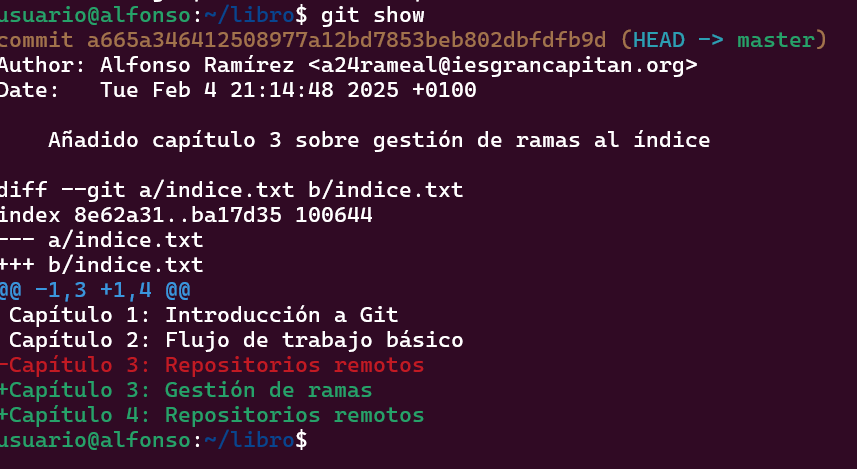 usuario@alfonso:~/libro$ git show
commit a665a346412508977a12bd7853beb802dbfdfb9d (HEAD -> master)
Author: Alfonso Ramírez <a24rameal@iesgrancapitan.org>
Date:   Tue Feb 4 21:14:48 2025 +0100

    Añadido capítulo 3 sobre gestión de ramas al índice

diff --git a/indice.txt b/indice.txt
index 8e62a31..ba17d35 100644
--- a/indice.txt
+++ b/indice.txt
@@ -1,3 +1,4 @@
 Capítulo 1: Introducción a Git
 Capítulo 2: Flujo de trabajo básico
-Capítulo 3: Repositorios remotos
+Capítulo 3: Gestión de ramas
+Capítulo 4: Repositorios remotos
usuario@alfonso:~/libro$